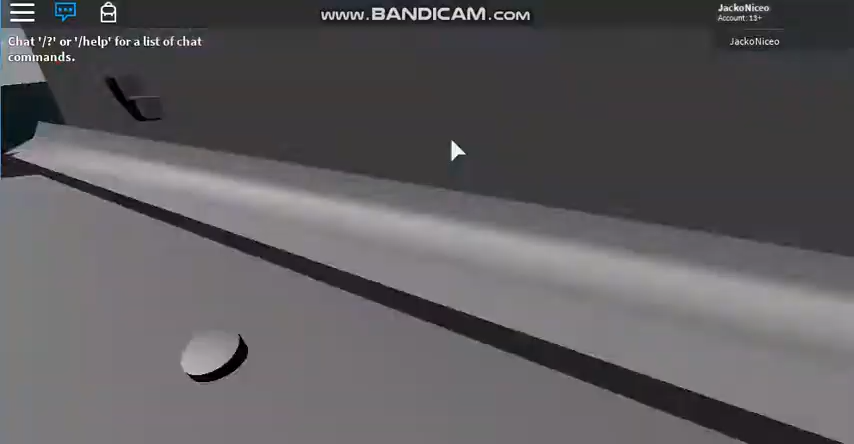 www.BANDICAM.com
JackoNiceo
Account: 13+
Chat '/?' or '/help' for a list of chat
commands.
JackoNiceo